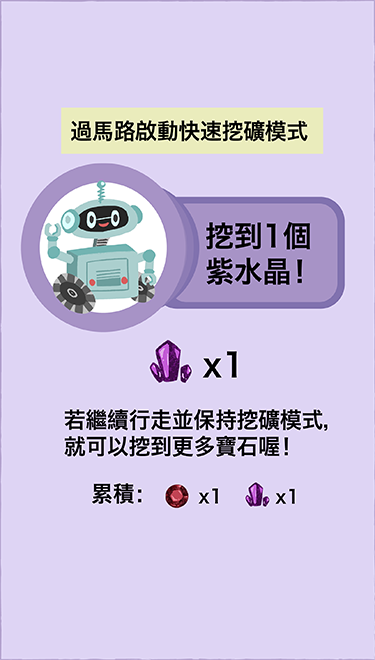 過馬路啟動快速挖礦模式
挖到1個
紫水晶！
x1
若繼續行走並保持挖礦模式，
就可以挖到更多寶石喔！
累積： x1 x1